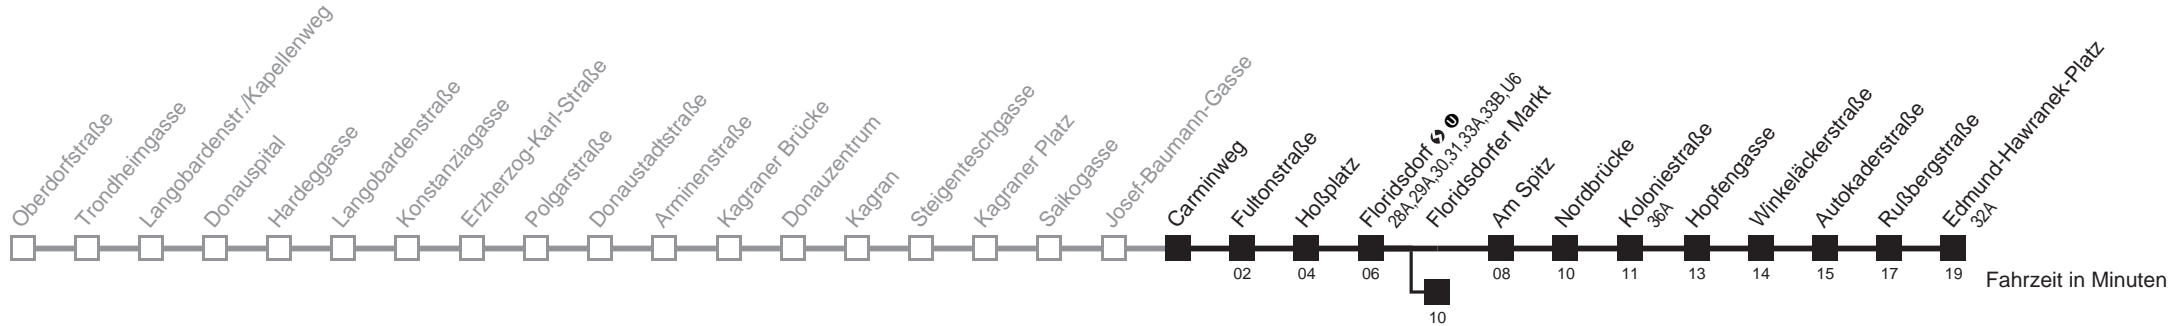 Oberdorfstraße
Trondheimgasse
Langobardenstr./Kapellenweg
Donauspital
Hardeggasse
Langobardenstraße
Konstanziagasse
Erzherzog-Karl-Straße
Polgarstraße
Donaustadtstraße
Arminenstraße
Kagraner Brücke
Donauzentrum
Kagran
Steigenteschgasse
Kagraner Platz
Saikogasse
Josef-Baumann-Gasse
Carminweg
Fultonstraße
Hoßplatz
Floridsdorf
28A,29A,30,31,33A,33B,U6
Floridsdorfer Markt
Am Spitz
Nordbrücke
Koloniestraße
36A
Hopfengasse
Winkeläckerstraße
Autokaderstraße
Rußbergstraße
Edmund-Hawranek-Platz
32A
02 04 06 08 10 11 13 14 15 17 19
Fahrzeit in Minuten
10